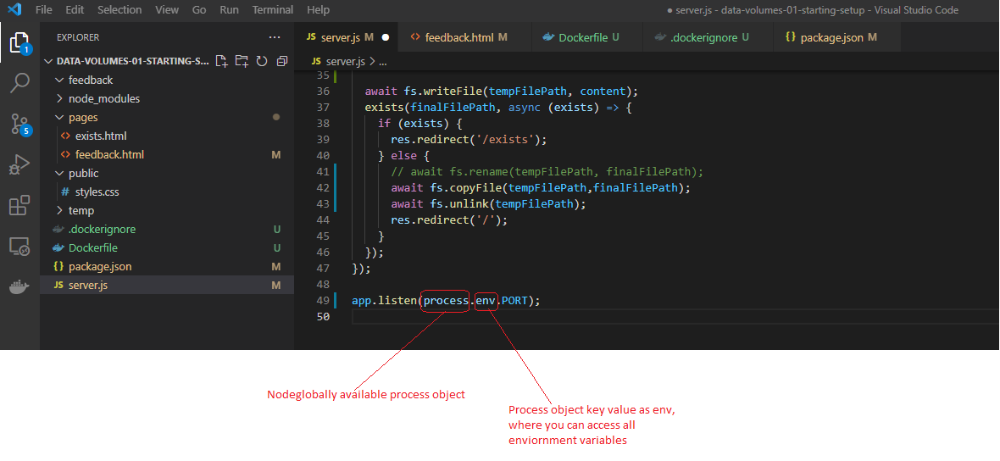 File Edit Selection View Go Run Terminal Help
● server.js - data-volumes-01-starting-setup - Visual Studio Code
EXPLORER ···
DATA-VOLUMES-01-STARTING-S...
feedback
node_modules
pages
<> exists.html
<> feedback.html M
public
# styles.css
temp
.dockerignore U
Dockerfile U
{} package.json M
JS server.js M
1
5
JS server.js M ●
<> feedback.html M
Dockerfile U
.dockerignore U
{} package.json M
JS server.js > ...
35
36 await fs.writeFile(tempFilePath, content);
37 exists(finalFilePath, async (exists) => {
38 if (exists) {
39 res.redirect('/exists');
40 } else {
41 // await fs.rename(tempFilePath, finalFilePath);
42 await fs.copyFile(tempFilePath,finalFilePath);
43 await fs.unlink(tempFilePath);
44 res.redirect('/');
45 }
46 });
47 });
48
49 app.listen(process.env.PORT);
50
Nodeglobally available process object
Process object key value as env,
where you can access all
enviornment variables